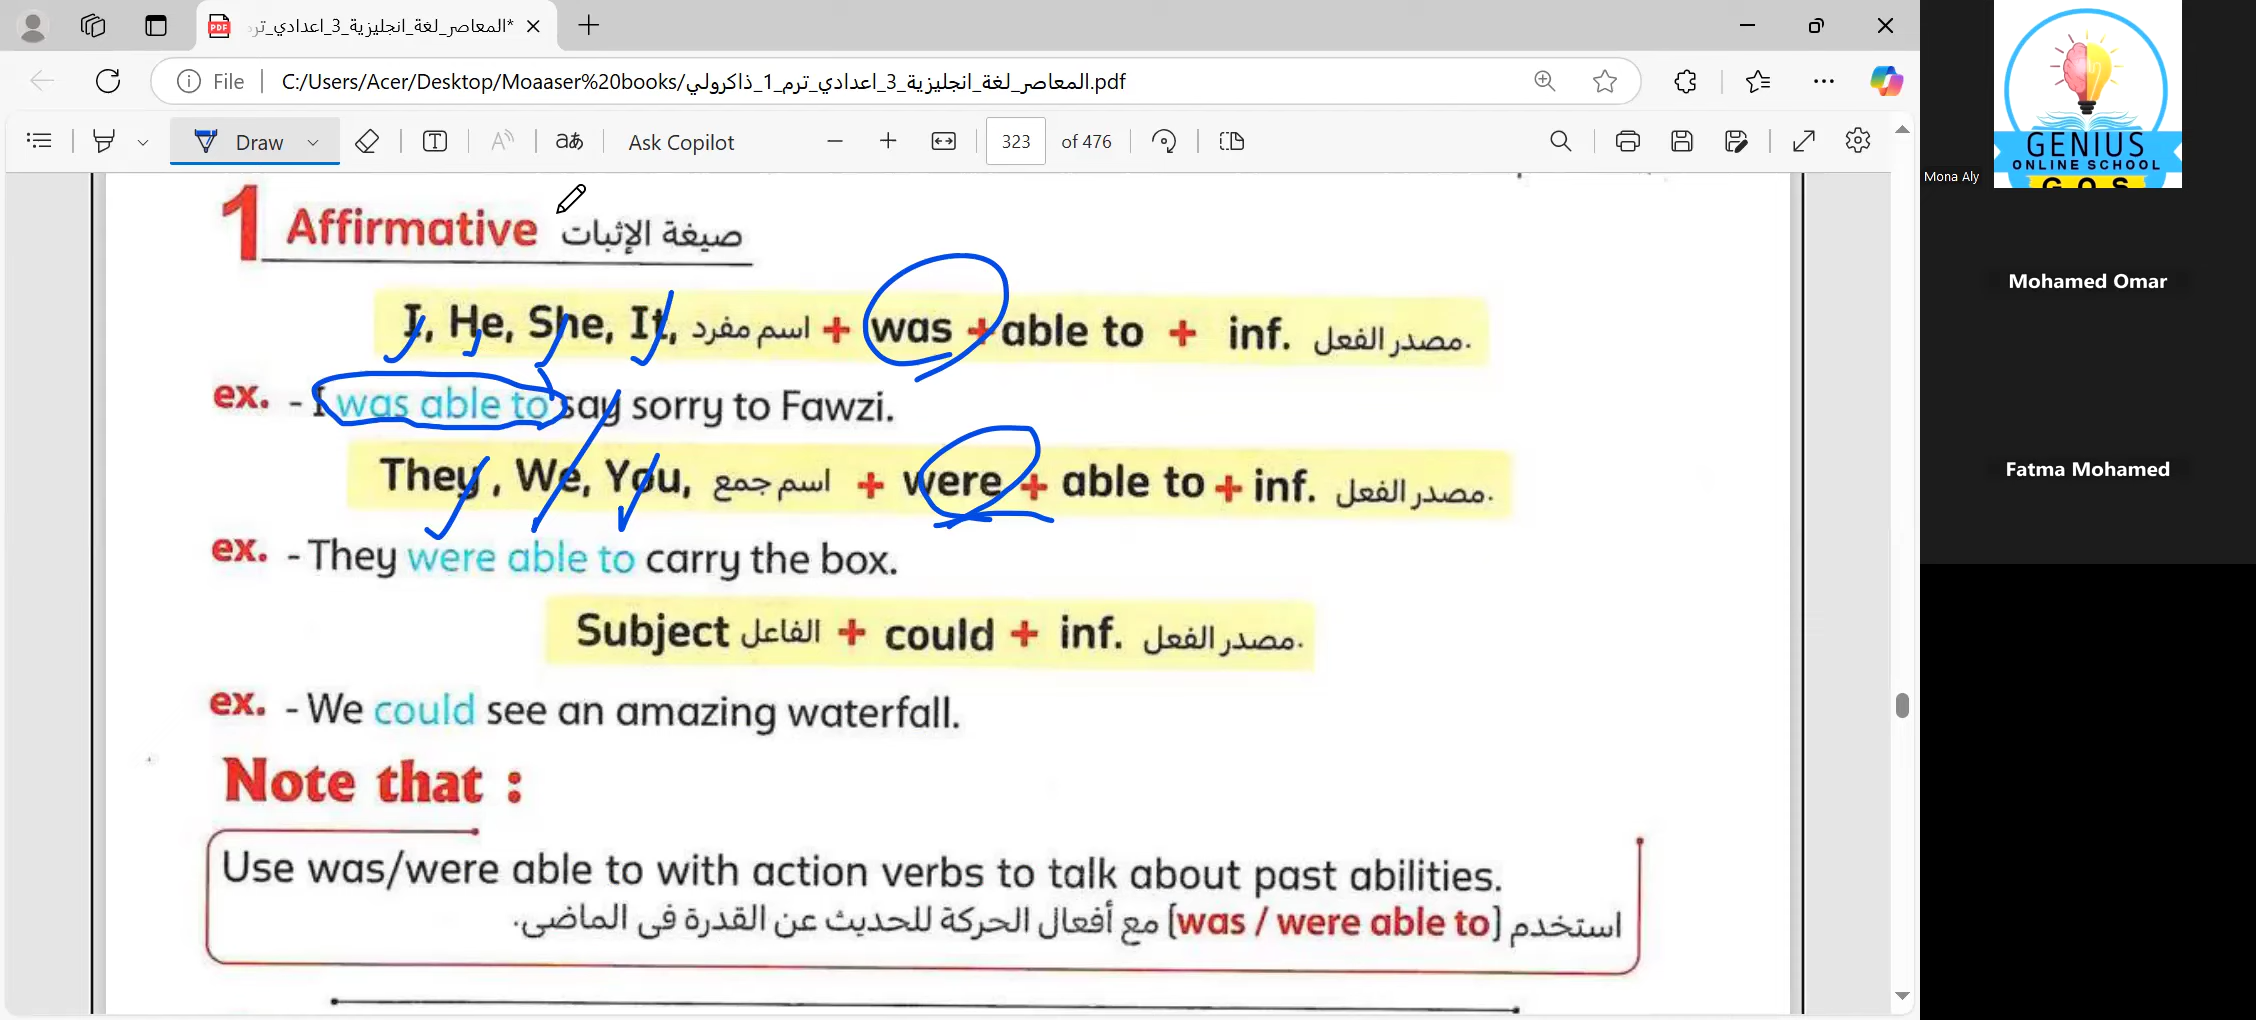 المعاصر_لغة_انجليزية_3_اعدادي_تر*
File
C:/Users/Acer/Desktop/Moaaser%20books/المعاصر_لغة_انجليزية_3_اعدادي_ترم_1_ذاكرولي.pdf
Draw
T
A
aあ
Ask Copilot
323 of 476
1 Affirmative صيغة الإثبات
I, He, She, It, اسم مفرد + was + able to + inf. مصدر الفعل.
ex. - I was able to say sorry to Fawzi.
They , We, You, اسم جمع + were + able to + inf. مصدر الفعل.
ex. - They were able to carry the box.
Subject الفاعل + could + inf. مصدر الفعل.
ex. - We could see an amazing waterfall.
Note that :
Use was/were able to with action verbs to talk about past abilities.
استخدم [was / were able to] مع أفعال الحركة للحديث عن القدرة فى الماضى.
GENIUS
ONLINE SCHOOL
G O S
Mona Aly
Mohamed Omar
Fatma Mohamed